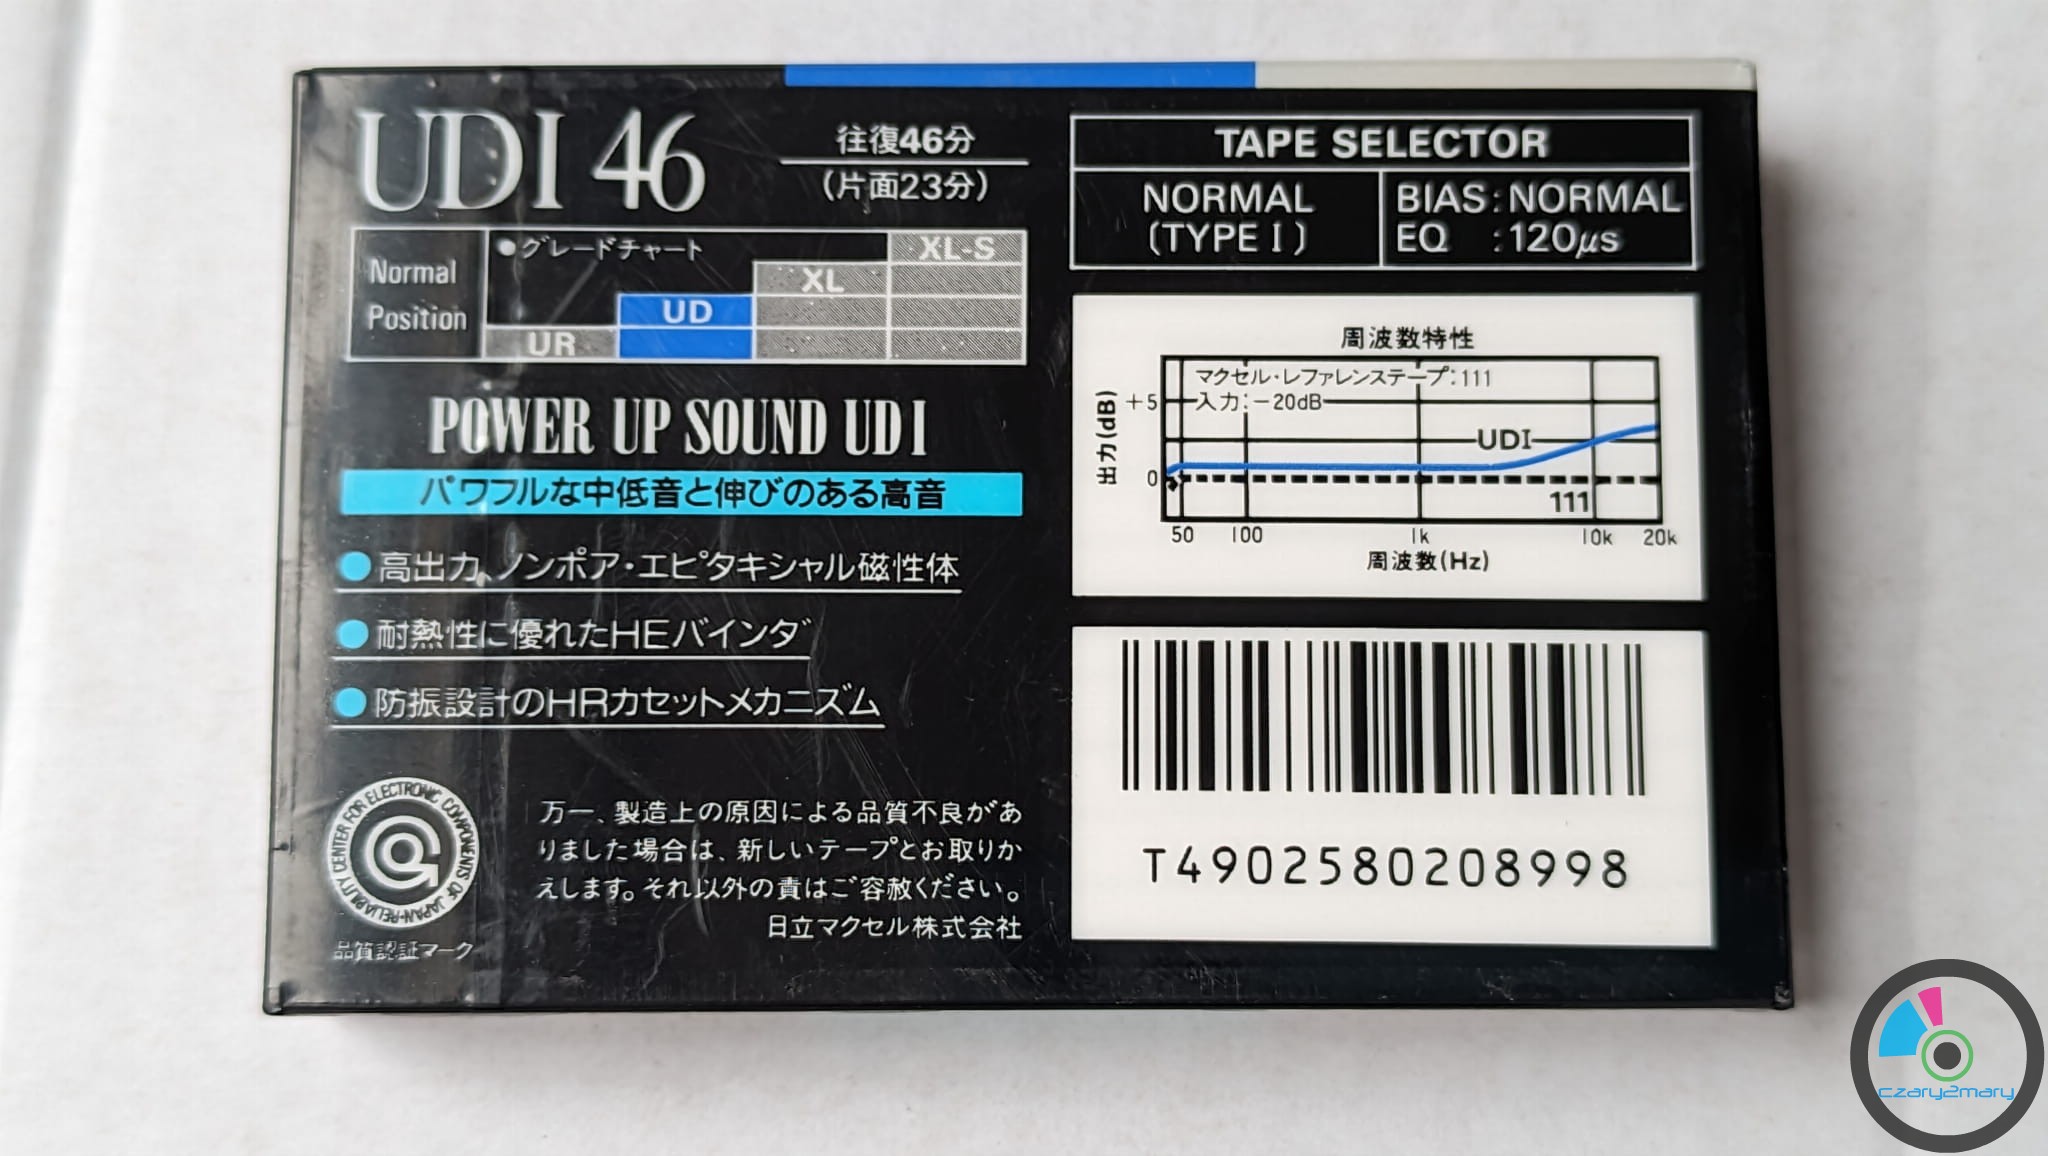 UDI 46
往復46分
(片面23分)
Normal
Position
●グレードチャート
XL-S
XL
UD
UR
POWER UP SOUND UD I
パワフルな中低音と伸びのある高音
●高出力、ノンポア・エピタキシャル磁性体
●耐熱性に優れたHEバインダ
●防振設計のHRカセットメカニズム
RELIABILITY CENTER FOR ELECTRONIC COMPONENTS OF JAPAN
品質認証マーク
万一、製造上の原因による品質不良があ
りました場合は、新しいテープとお取りか
えします。それ以外の責はご容赦ください。
日立マクセル株式会社
TAPE SELECTOR
NORMAL
(TYPE I)
BIAS: NORMAL
EQ :120μs
周波数特性
マクセル・レファレンステープ:111
入力:-20dB
出力(dB)
+5
0
UDI
111
50 100 1k 10k 20k
周波数(Hz)
T4902580208998
czary2mary